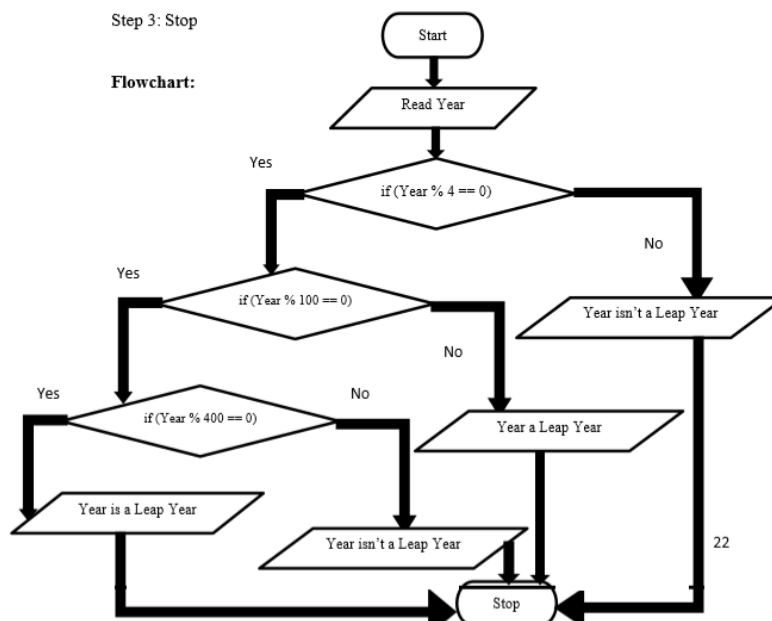 Step 3: Stop
Start
Flowchart:
Read Year
Yes
if (Year % 4 == 0)
No
Yes
if (Year % 100 == 0)
Year isn’t a Leap Year
No
Yes
No
if (Year % 400 == 0)
Year a Leap Year
Year is a Leap Year
Year isn’t a Leap Year
22
Stop